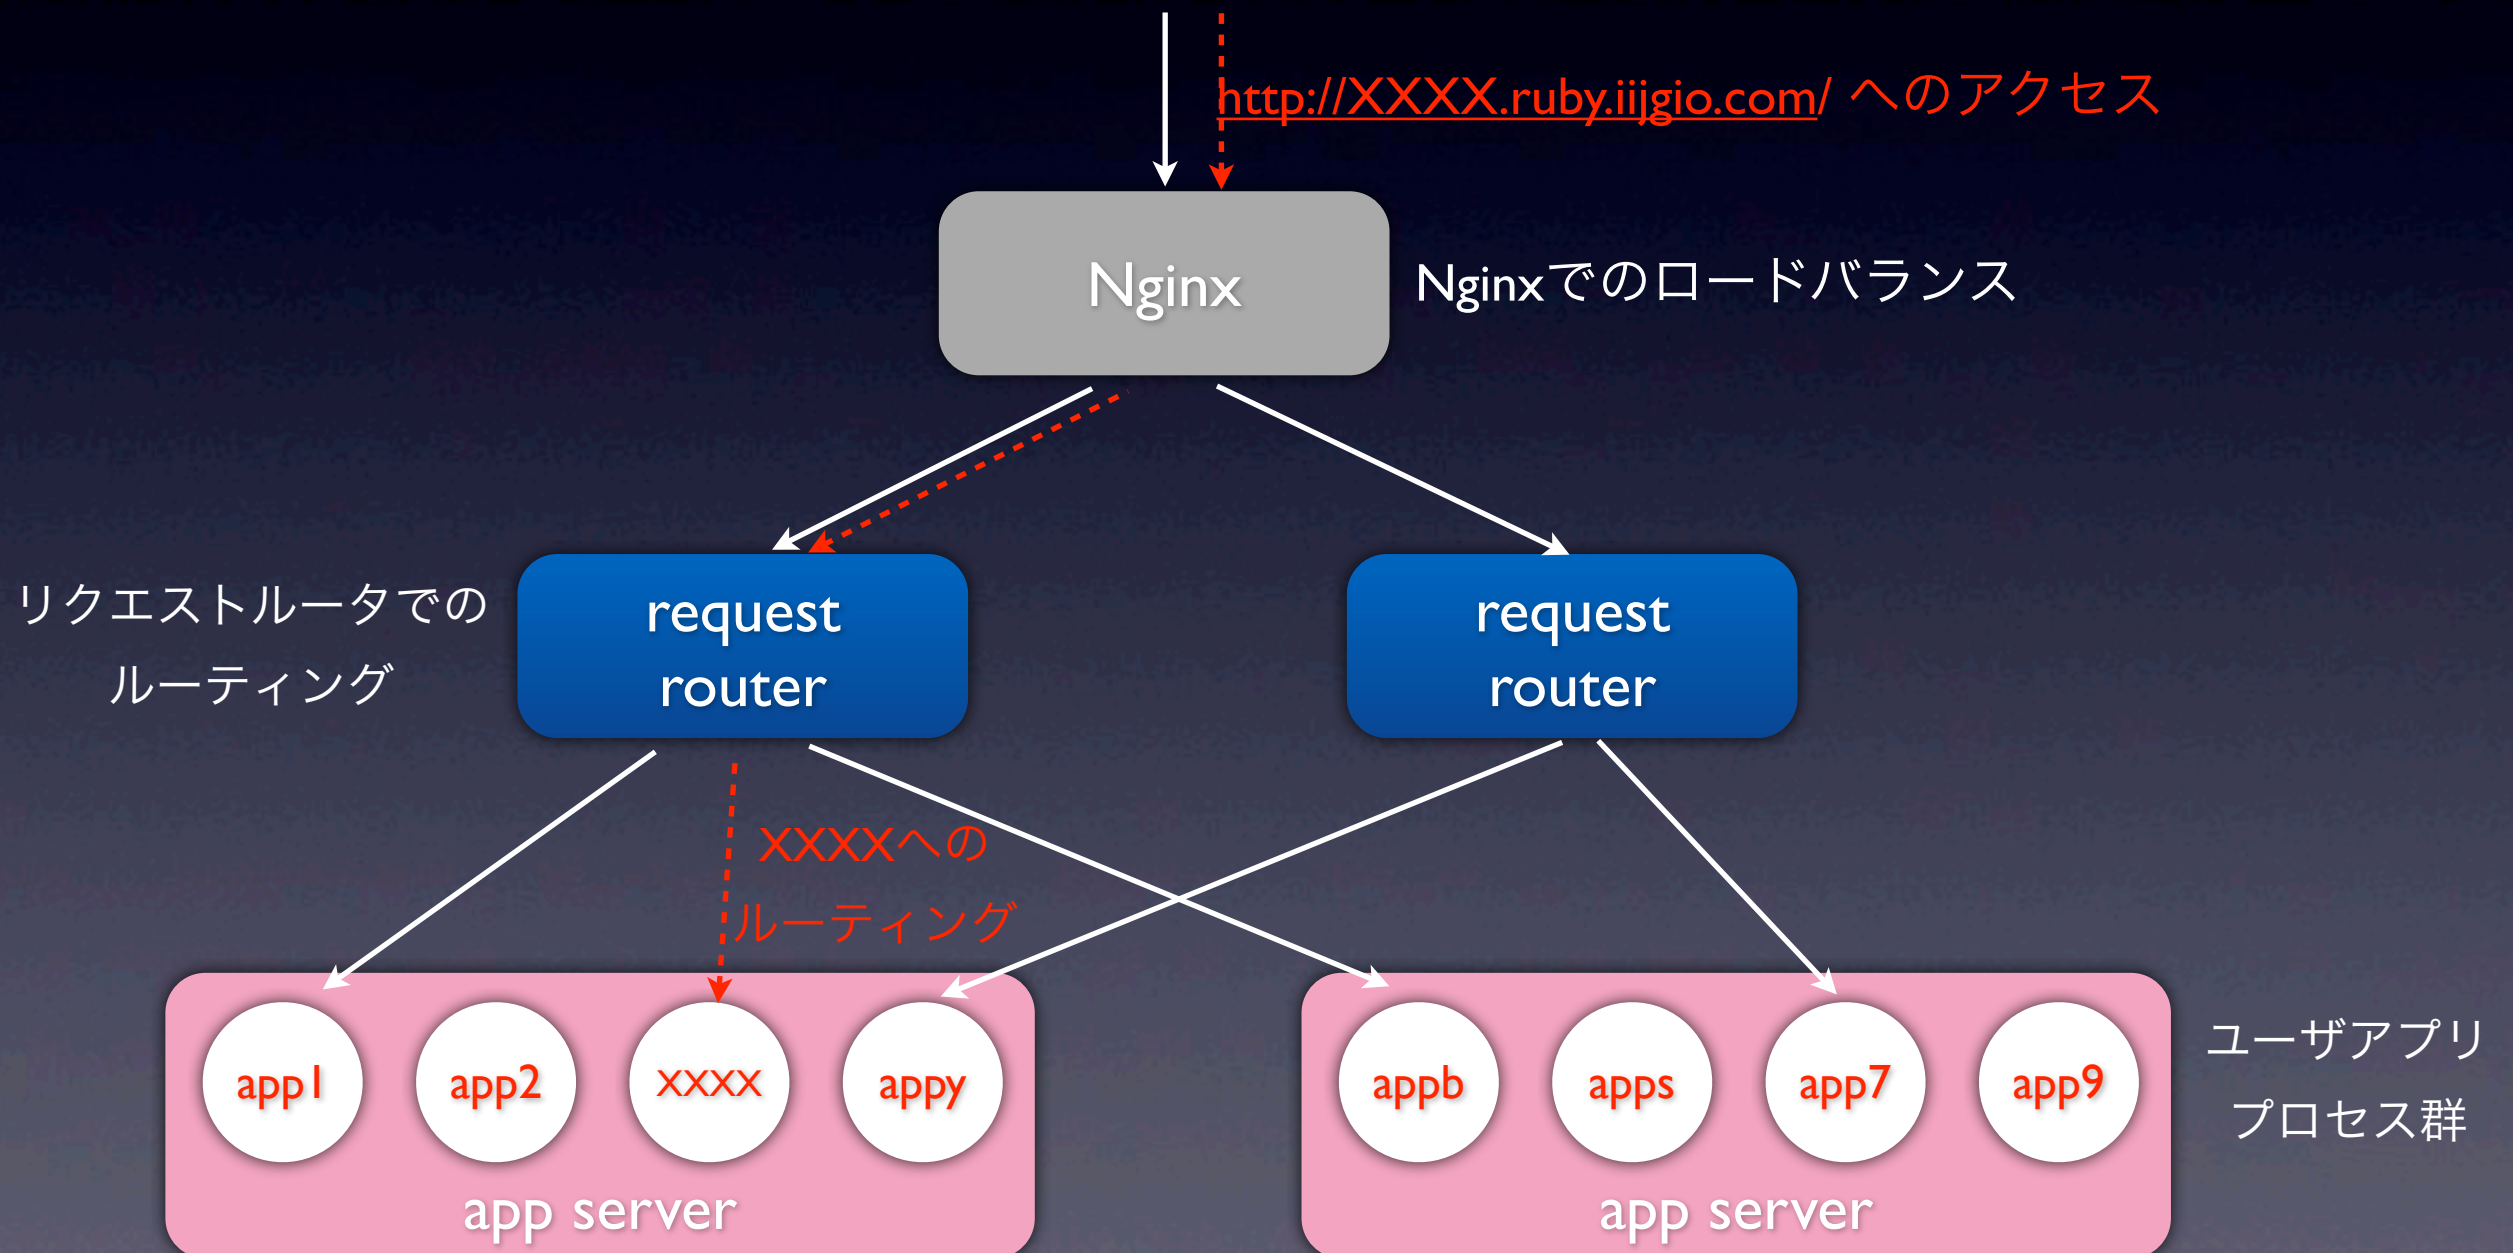 http://XXXX.ruby.iijgio.com/ へのアクセス
Nginx
Nginxでのロードバランス
リクエストルータでの
ルーティング
request
router
request
router
XXXXへの
ルーティング
app1
app2
XXXX
appy
app server
appb
apps
app7
app9
app server
ユーザアプリ
プロセス群